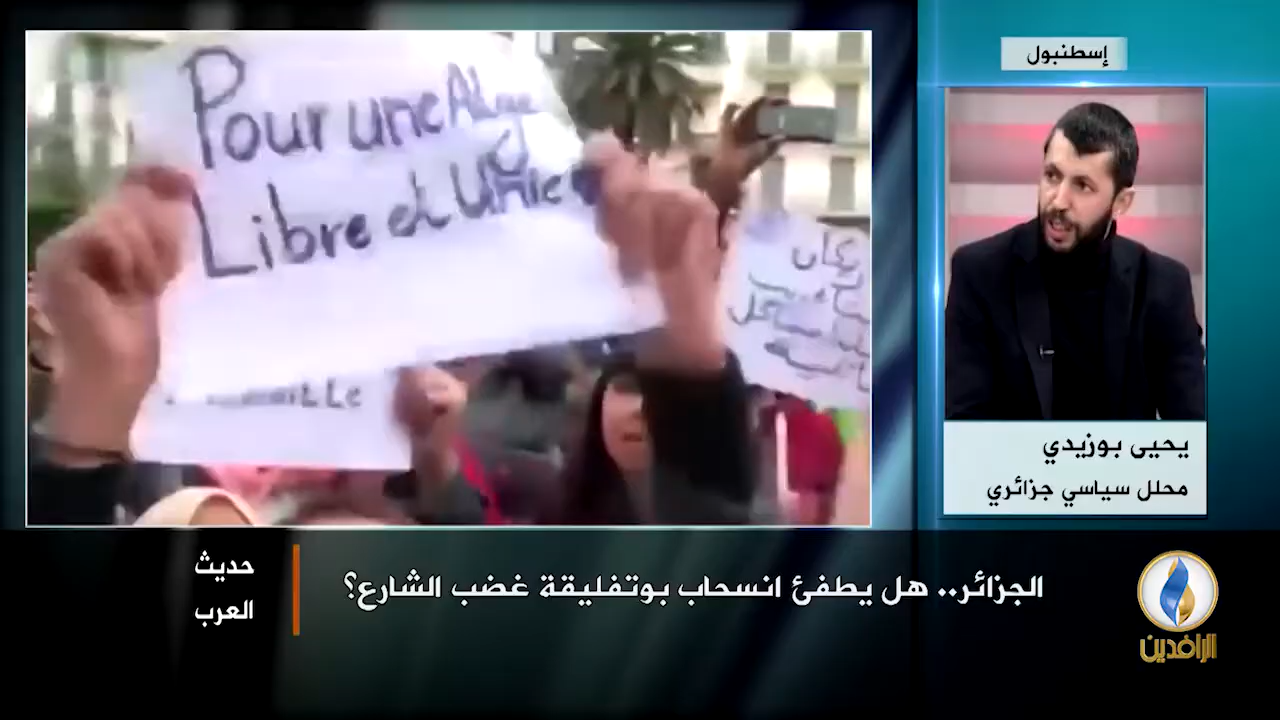 إسطنبول
Pour une
Libre et Unie
يحيى بوزيدي
محلل سياسي جزائري
الجزائر.. هل يطفئ انسحاب بوتفليقة غضب الشارع؟
حديث
العرب
الرافدين